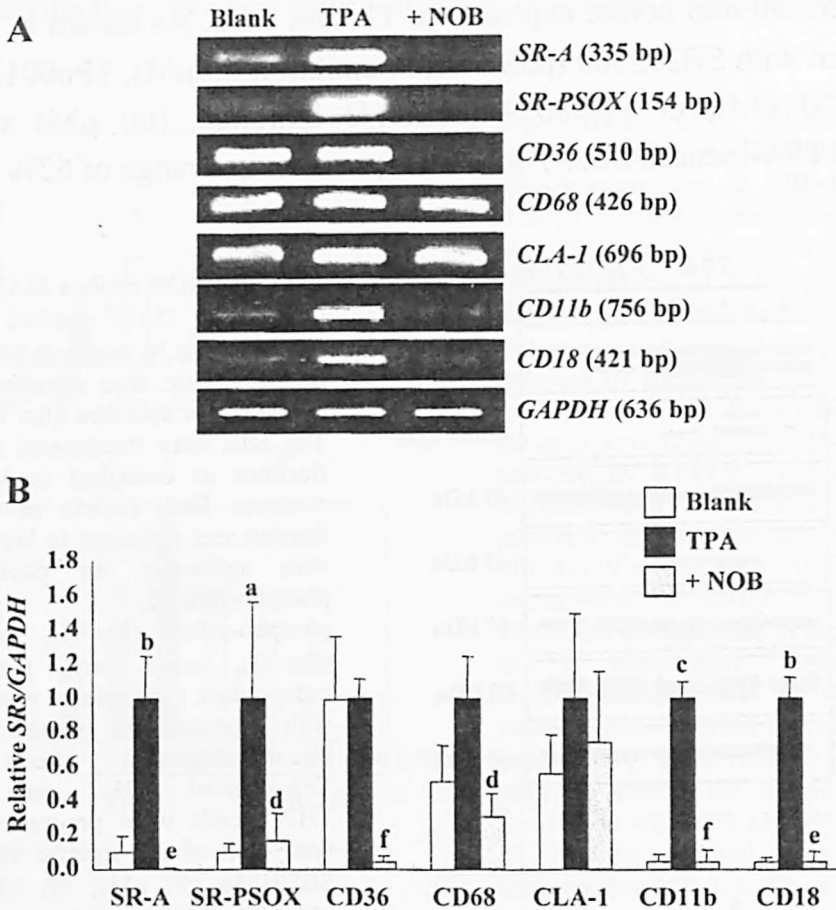 A
Blank TPA + NOB
SR-A (335 bp)
SR-PSOX (154 bp)
CD36 (510 bp)
CD68 (426 bp)
CLA-1 (696 bp)
CD11b (756 bp)
CD18 (421 bp)
GAPDH (636 bp)
B
Blank
TPA
+ NOB
Relative SRs/GAPDH
1.8
1.6
1.4
1.2
1.0
0.8
0.6
0.4
0.2
0.0
b
e
a
d
f
d
c
f
b
e
SR-A SR-PSOX CD36 CD68 CLA-1 CD11b CD18